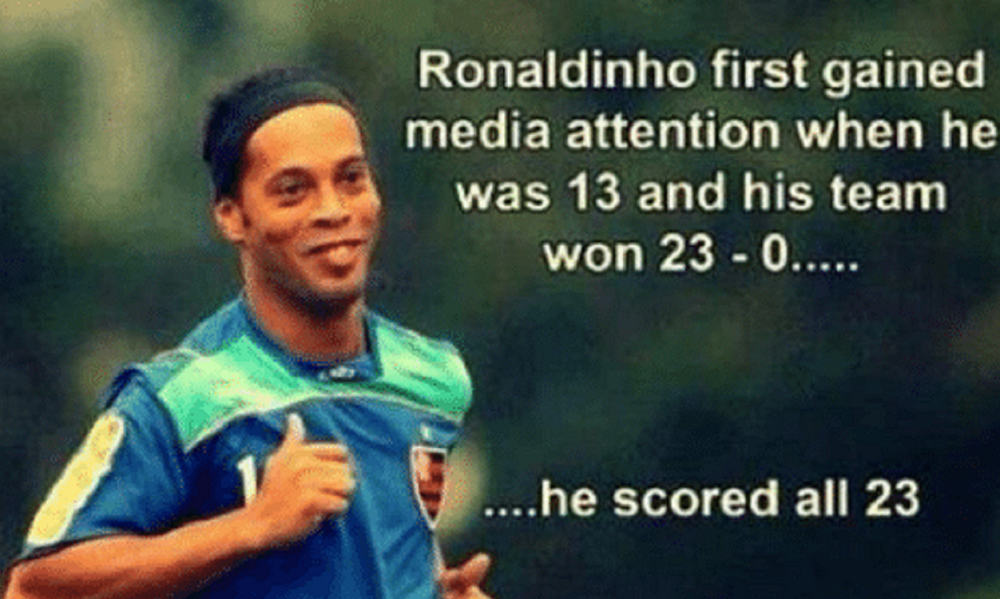 Ronaldinho first gained
media attention when he
was 13 and his team
won 23 - 0.....
....he scored all 23
1